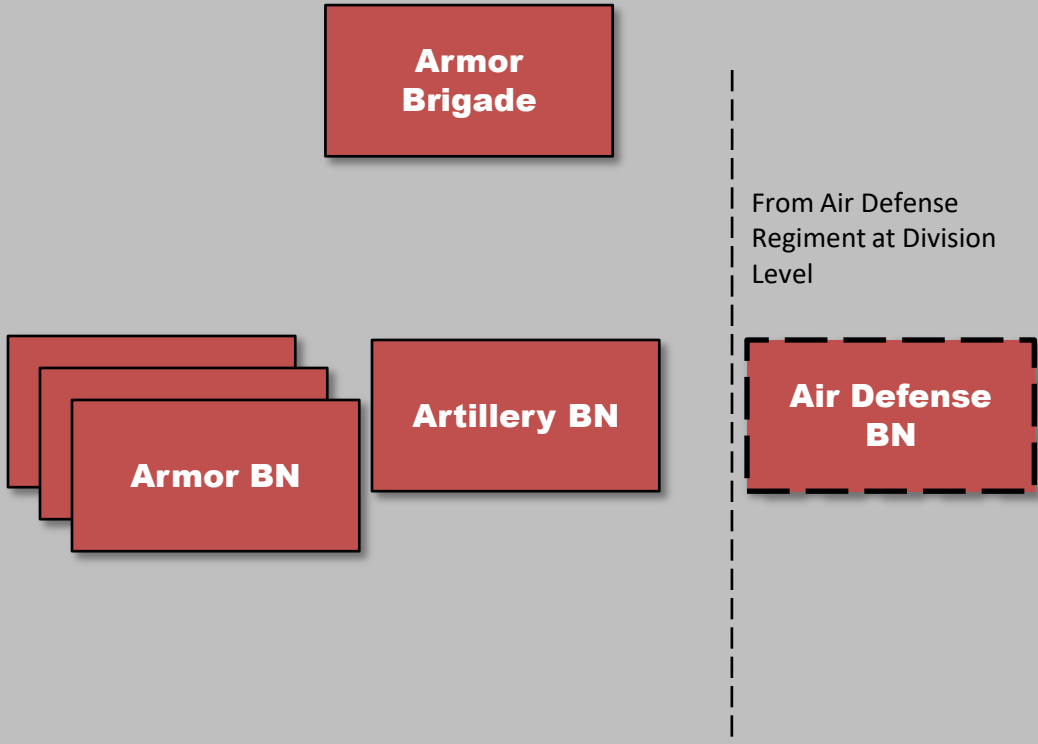 Armor
Brigade
From Air Defense
Regiment at Division
Level
Armor BN
Artillery BN
Air Defense
BN